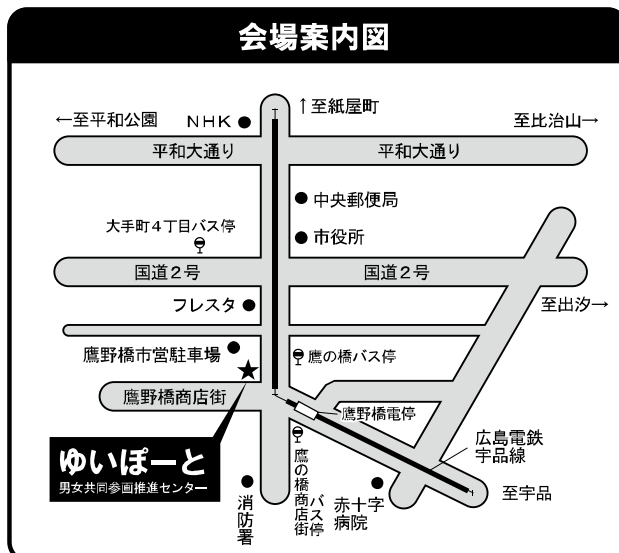 会場案内図
↑至紙屋町
←至平和公園
NHK
至比治山→
平和大通り
平和大通り
中央郵便局
大手町4丁目バス停
市役所
国道2号
国道2号
フレスタ
至出汐→
鷹野橋市営駐車場
鷹の橋バス停
鷹野橋商店街
鷹野橋電停
広島電鉄
宇品線
ゆいぽーと
男女共同参画推進センター
鷹の橋商店街
バス停
消防署
赤十字
病院
至宇品